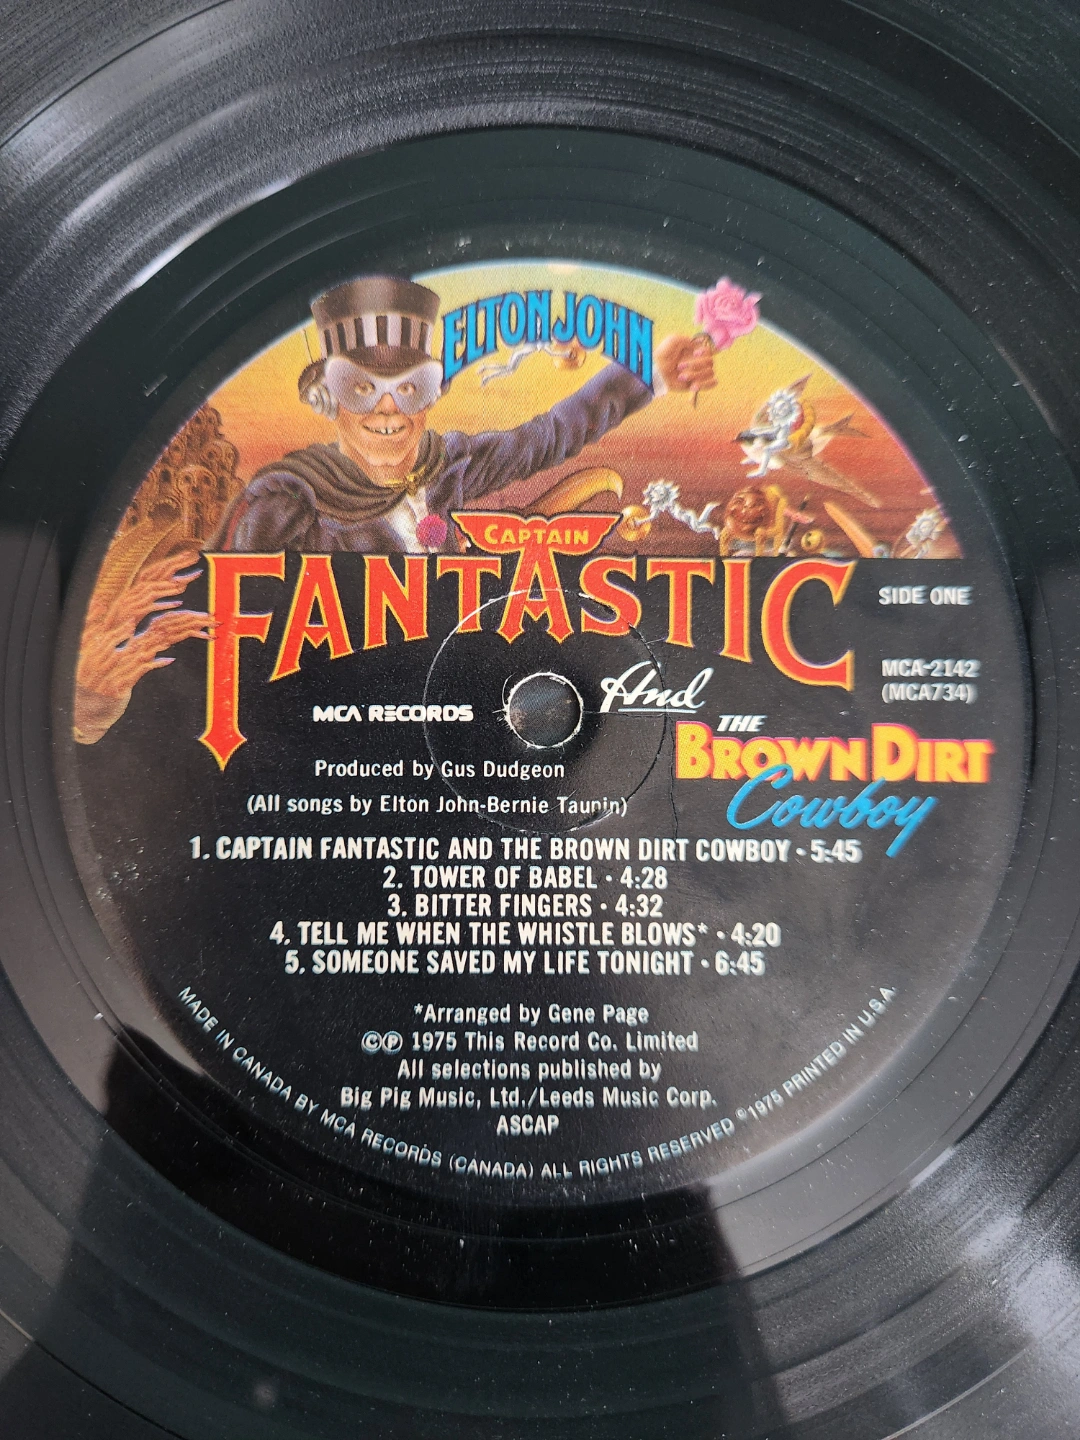 ELTON JOHN
CAPTAIN
FANTASTIC
SIDE ONE
MCA-2142
(MCA734)
And
THE
BROWN DIRT
Cowboy
MCA RECORDS
Produced by Gus Dudgeon
(All songs by Elton John-Bernie Taupin)
1. CAPTAIN FANTASTIC AND THE BROWN DIRT COWBOY • 5:45
2. TOWER OF BABEL • 4:28
3. BITTER FINGERS • 4:32
4. TELL ME WHEN THE WHISTLE BLOWS* • 4:20
5. SOMEONE SAVED MY LIFE TONIGHT • 6:45
*Arranged by Gene Page
©℗ 1975 This Record Co. Limited
All selections published by
Big Pig Music, Ltd./Leeds Music Corp.
ASCAP
MADE IN CANADA BY MCA RECORDS (CANADA) ALL RIGHTS RESERVED ©1975 PRINTED IN U.S.A.